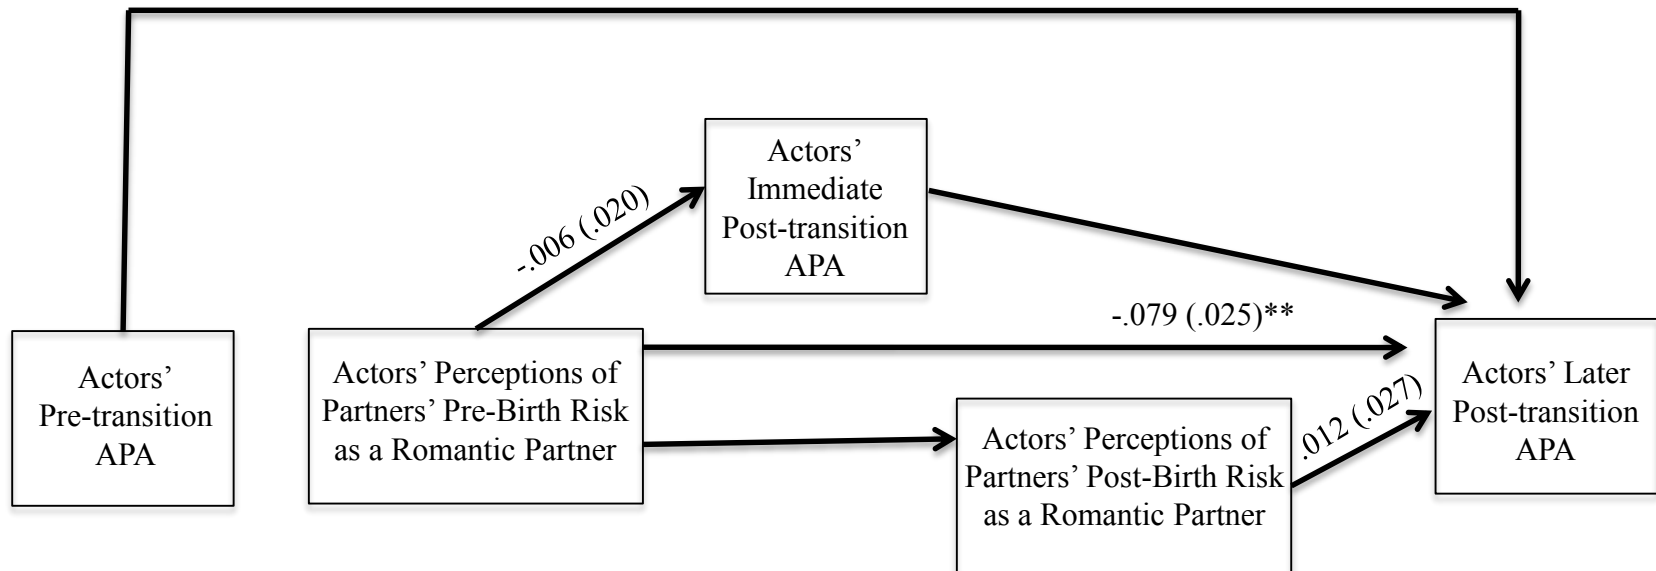 Actors’
Immediate
Post-transition
APA
-.006 (.020)
-.079 (.025)**
Actors’
Pre-transition
APA
Actors’ Perceptions of
Partners’ Pre-Birth Risk
as a Romantic Partner
Actors’ Perceptions of
Partners’ Post-Birth Risk
as a Romantic Partner
.012 (.027)
Actors’ Later
Post-transition
APA